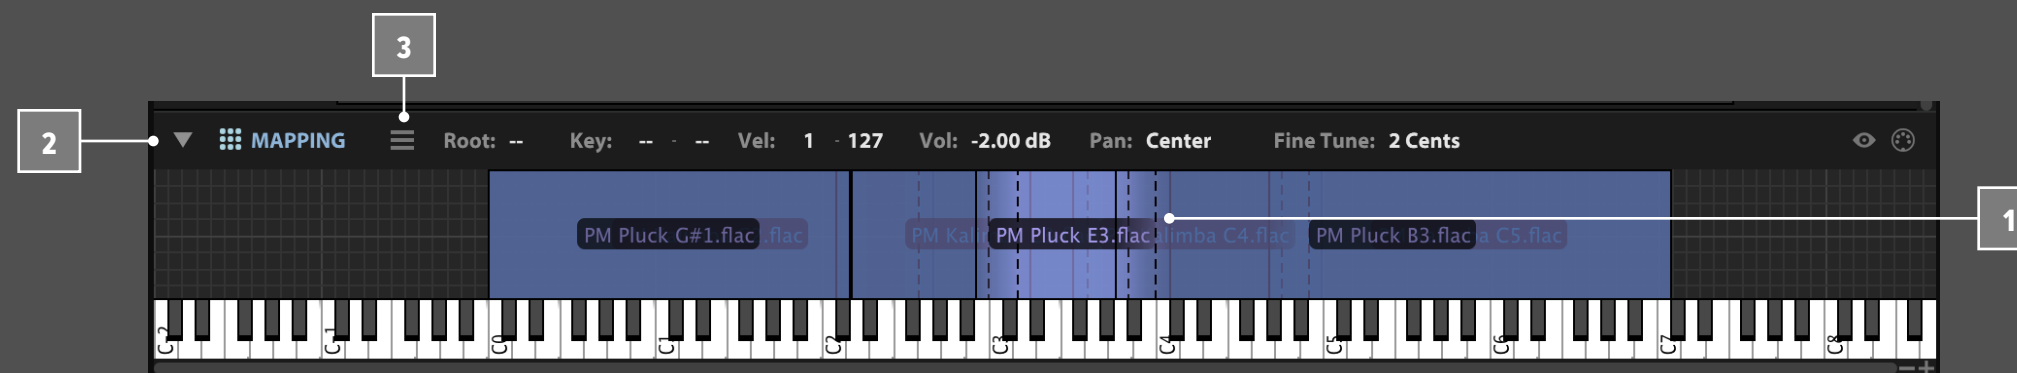 3
2
MAPPING Root: -- Key: -- - -- Vel: 1 - 127 Vol: -2.00 dB Pan: Center Fine Tune: 2 Cents
1
PM Pluck G#1.flac .flac PM Kali PM Pluck E3.flac alimba C4.flac PM Pluck B3.flac a C5.flac
C-2 C-1 C0 C1 C2 C3 C4 C5 C6 C7 C8